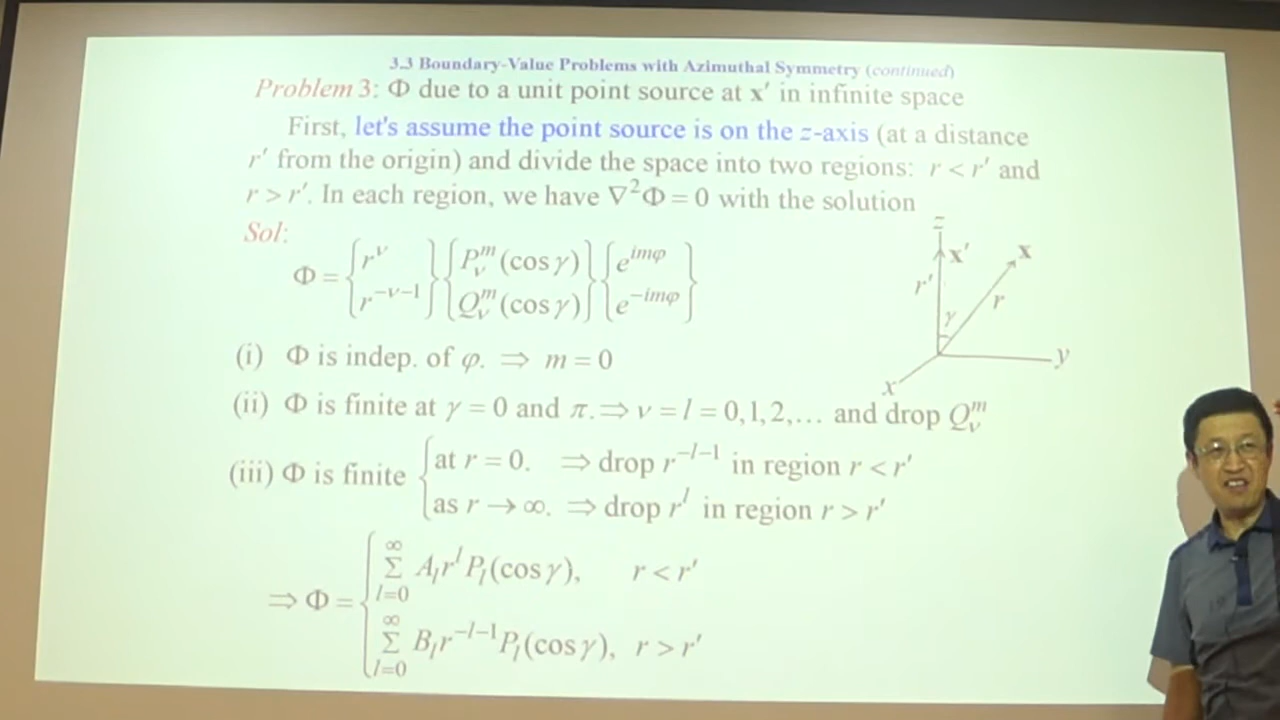 3.3 Boundary-Value Problems with Azimuthal Symmetry (continued)
Problem 3: Φ due to a unit point source at x′ in infinite space
First, let's assume the point source is on the z-axis (at a distance
r′ from the origin) and divide the space into two regions: r < r′ and
r > r′. In each region, we have ∇²Φ = 0 with the solution
Sol:
Φ = { r^ν / r^{−ν−1} } { P_ν^m (cos γ) / Q_ν^m (cos γ) } { e^{imφ} / e^{−imφ} }
z
x′
x
r′
r
γ
y
x
(i) Φ is indep. of φ. ⇒ m = 0
(ii) Φ is finite at γ = 0 and π. ⇒ ν = l = 0, 1, 2,… and drop Q_ν^m
(iii) Φ is finite { at r = 0. ⇒ drop r^{−l−1} in region r < r′
as r → ∞. ⇒ drop r^l in region r > r′
⇒ Φ = { ∑_{l=0}^{∞} A_l r^l P_l (cos γ), r < r′
∑_{l=0}^{∞} B_l r^{−l−1} P_l (cos γ), r > r′